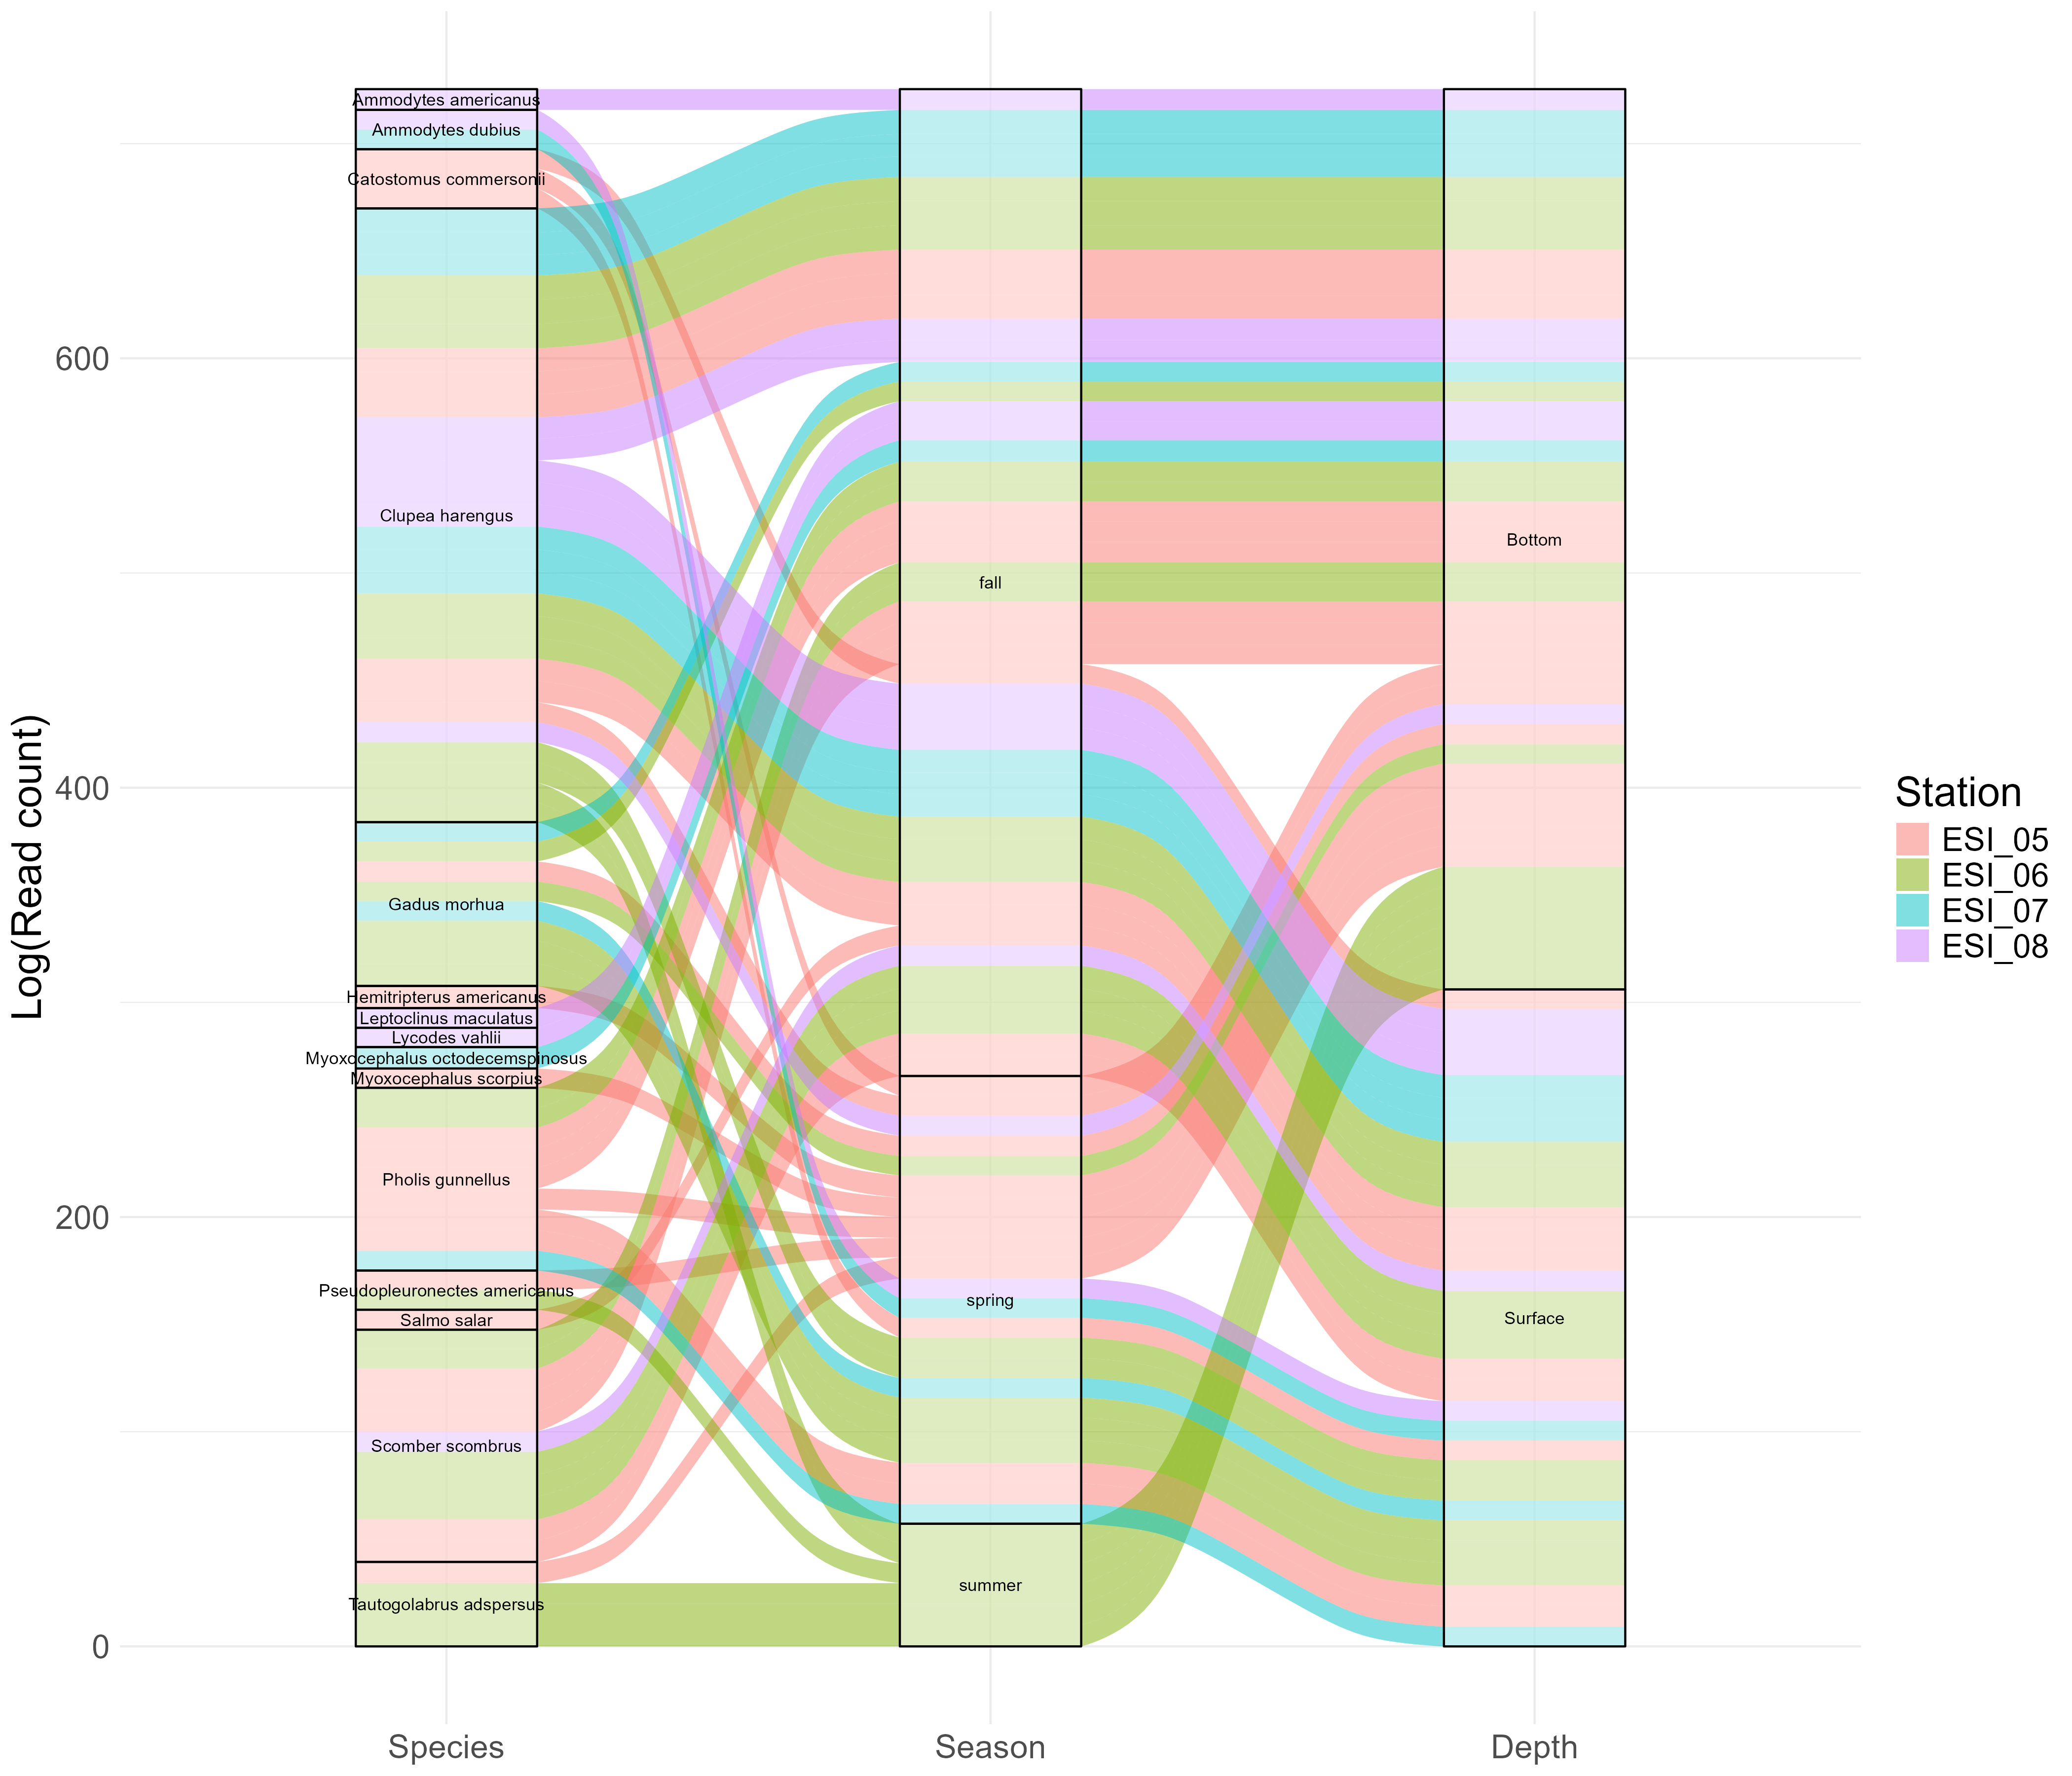 Log(Read count)
600
400
200
0
Ammodytes americanus
Ammodytes dubius
Catostomus commersonii
Clupea harengus
Gadus morhua
Hemitripterus americanus
Leptoclinus maculatus
Lycodes vahlii
Myoxocephalus octodecemspinosus
Myoxocephalus scorpius
Pholis gunnellus
Pseudopleuronectes americanus
Salmo salar
Scomber scombrus
Tautogolabrus adspersus
fall
spring
summer
Bottom
Surface
Species
Season
Depth
Station
ESI_05
ESI_06
ESI_07
ESI_08